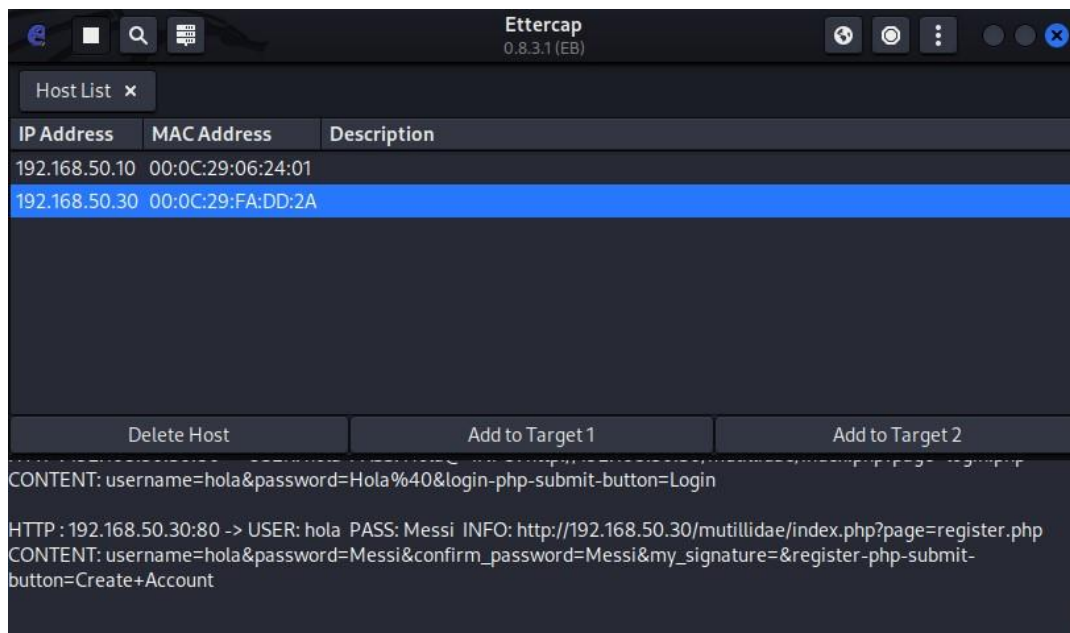 Ettercap
0.8.3.1 (EB)
Host List ×
IP Address MAC Address Description
192.168.50.10 00:0C:29:06:24:01
192.168.50.30 00:0C:29:FA:DD:2A
Delete Host Add to Target 1 Add to Target 2
CONTENT: username=hola&password=Hola%40&login-php-submit-button=Login
HTTP : 192.168.50.30:80 -> USER: hola PASS: Messi INFO: http://192.168.50.30/mutillidae/index.php?page=register.php
CONTENT: username=hola&password=Messi&confirm_password=Messi&my_signature=&register-php-submit-
button=Create+Account